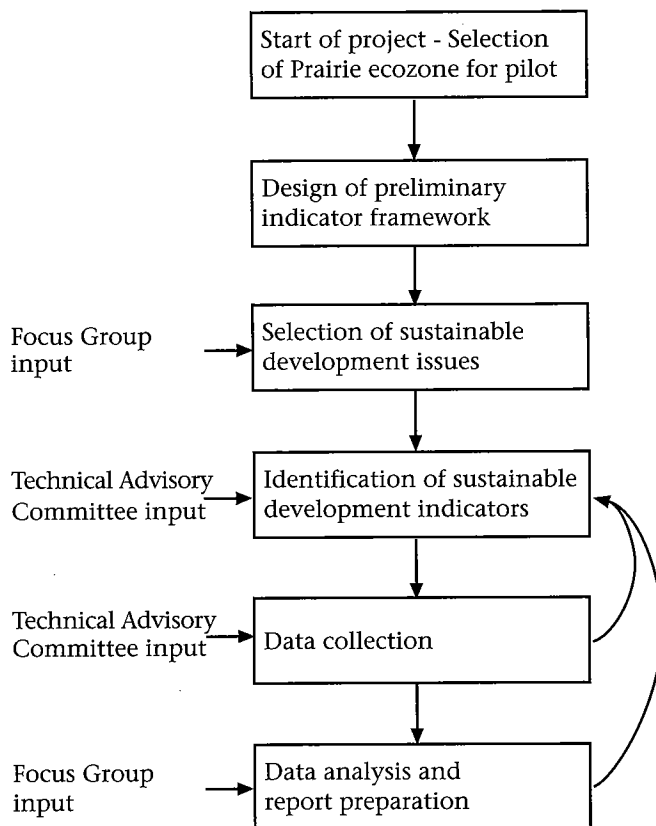 Start of project - Selection
of Prairie ecozone for pilot
Design of preliminary
indicator framework
Focus Group
input
Selection of sustainable
development issues
Technical Advisory
Committee input
Identification of sustainable
development indicators
Technical Advisory
Committee input
Data collection
Focus Group
input
Data analysis and
report preparation